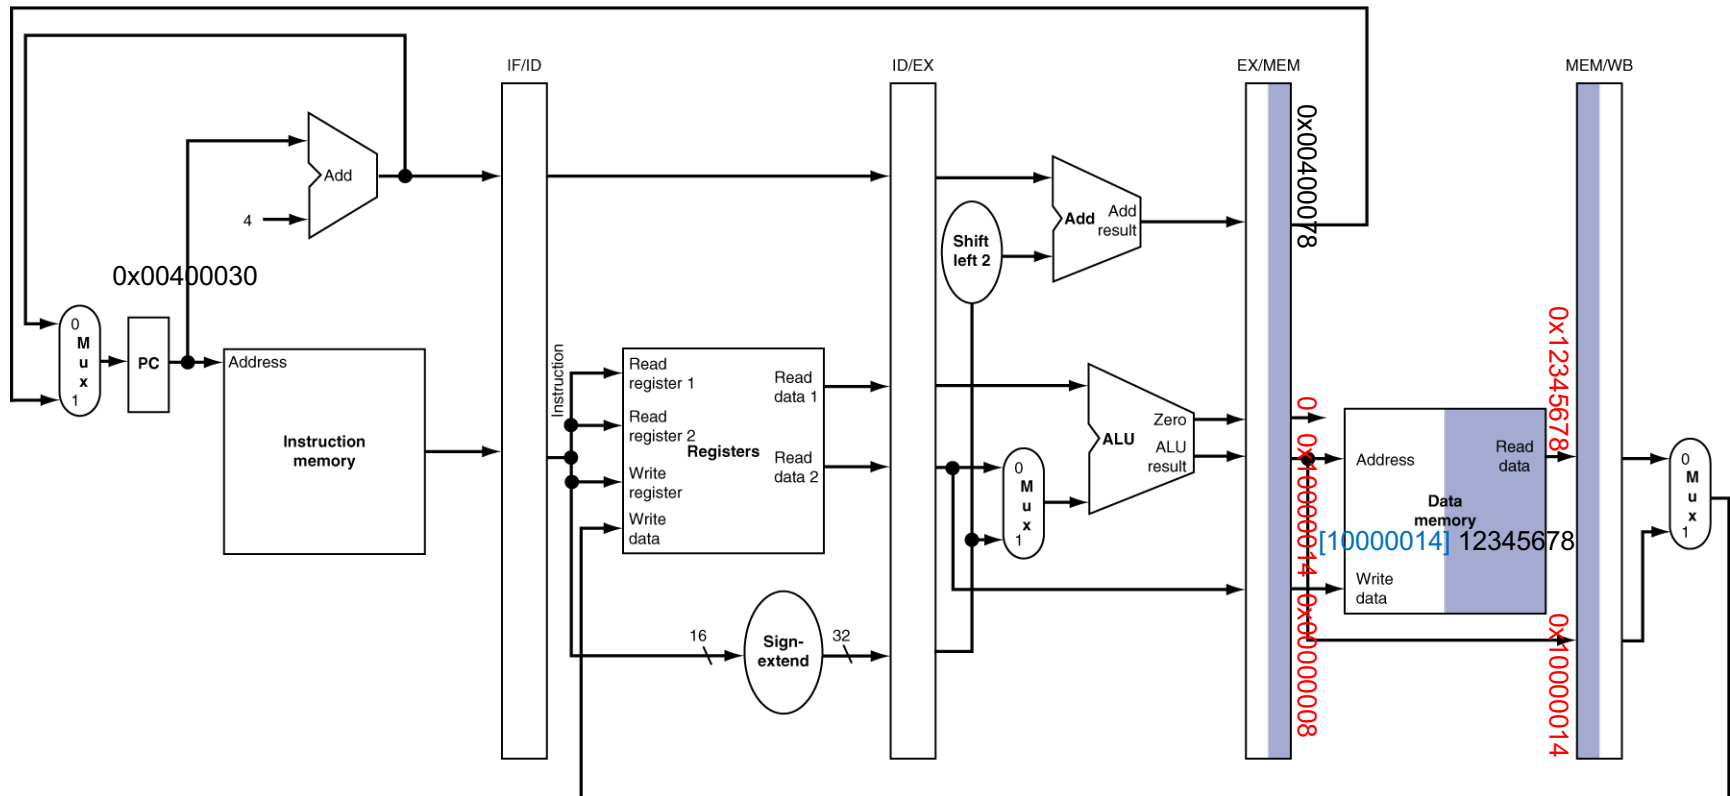 IF/ID
ID/EX
EX/MEM
MEM/WB
Add
4
0x00400030
0
M
u
x
1
PC
Address
Instruction
memory
Instruction
Read
register 1
Read
register 2
Write
register
Write
data
Registers
Read
data 1
Read
data 2
16
Sign-
extend
32
Shift
left 2
Add
Add
result
0
M
u
x
1
ALU
Zero
ALU
result
0x00400078
0
0x10000014
0x00000008
Address
Read
data
Data
memory
[10000014] 12345678
Write
data
0x12345678
0x10000014
0
M
u
x
1